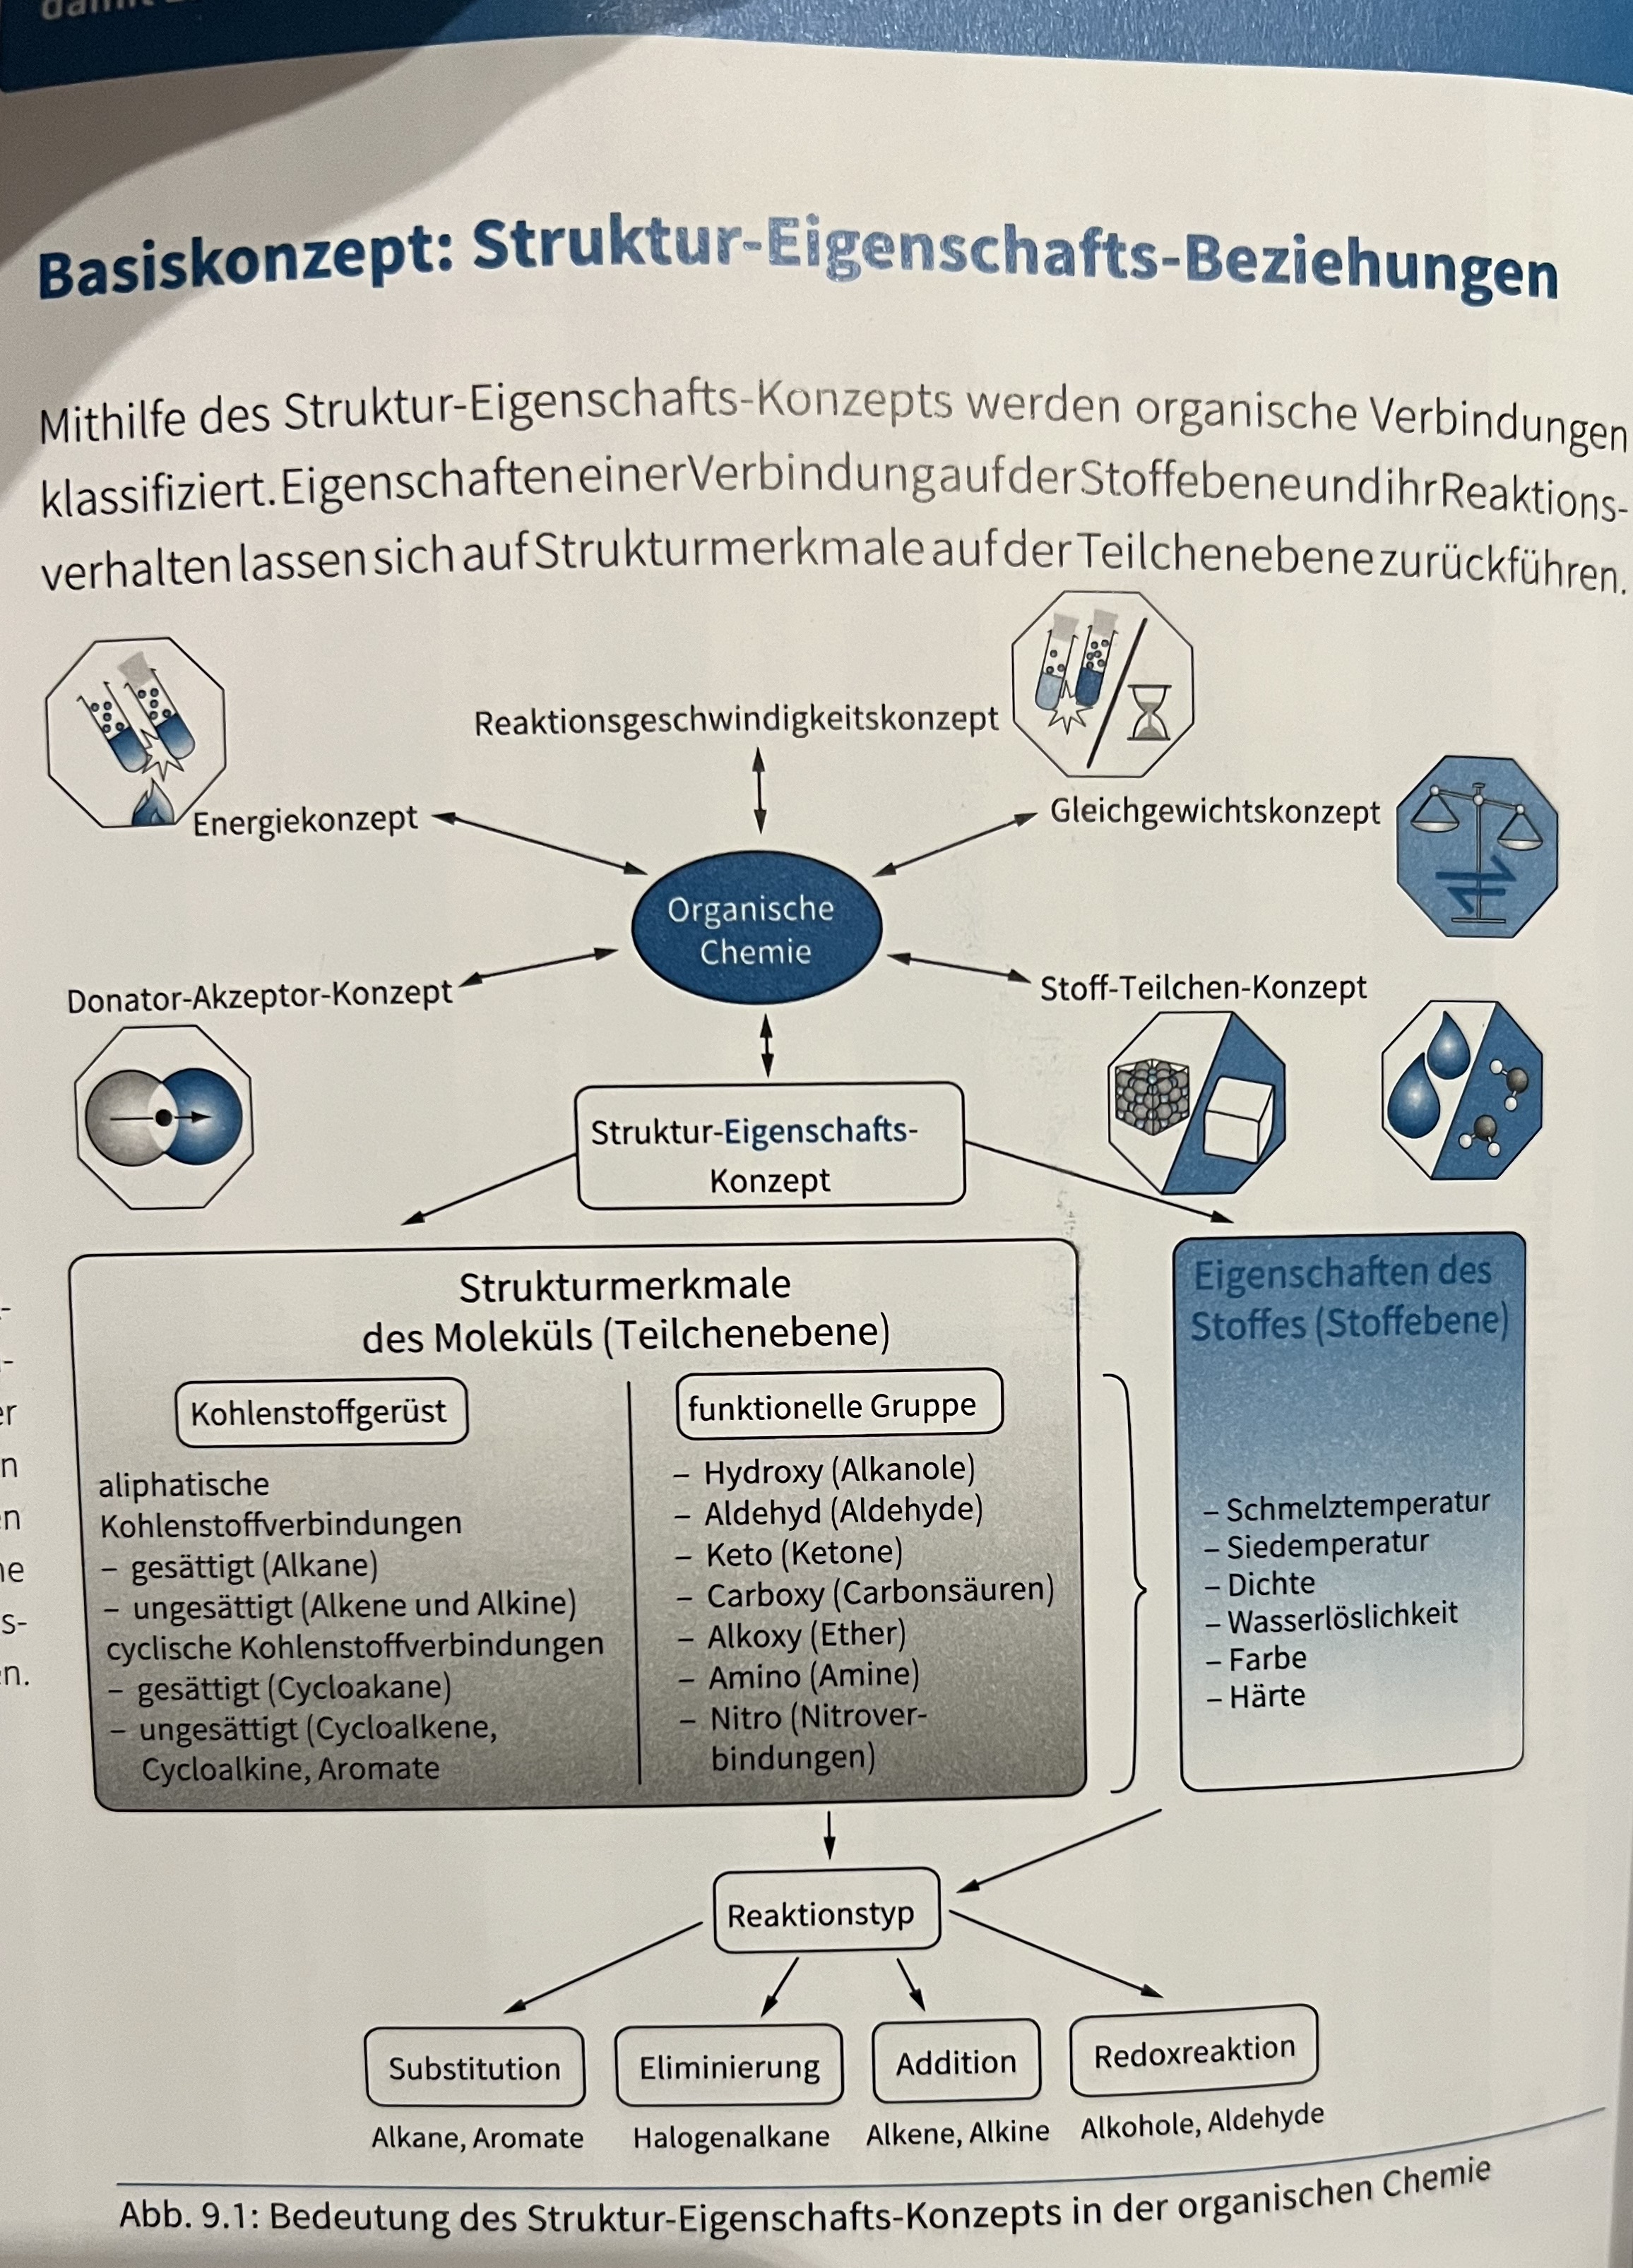 Basiskonzept: Struktur-Eigenschafts-Beziehungen
Mithilfe des Struktur-Eigenschafts-Konzepts werden organische Verbindungen
klassifiziert. Eigenschaften einer Verbindung auf der Stoffebene und ihr Reaktions-
verhalten lassen sich auf Strukturmerkmale auf der Teilchenebene zurückführen.
Reaktionsgeschwindigkeitskonzept
Energiekonzept
Gleichgewichtskonzept
Organische
Chemie
Donator-Akzeptor-Konzept
Stoff-Teilchen-Konzept
Struktur-Eigenschafts-
Konzept
Strukturmerkmale
des Moleküls (Teilchenebene)
Kohlenstoffgerüst
aliphatische
Kohlenstoffverbindungen
– gesättigt (Alkane)
– ungesättigt (Alkene und Alkine)
cyclische Kohlenstoffverbindungen
– gesättigt (Cycloakane)
– ungesättigt (Cycloalkene,
Cycloalkine, Aromate
funktionelle Gruppe
– Hydroxy (Alkanole)
– Aldehyd (Aldehyde)
– Keto (Ketone)
– Carboxy (Carbonsäuren)
– Alkoxy (Ether)
– Amino (Amine)
– Nitro (Nitrover-
bindungen)
Eigenschaften des
Stoffes (Stoffebene)
– Schmelztemperatur
– Siedemperatur
– Dichte
– Wasserlöslichkeit
– Farbe
– Härte
Reaktionstyp
Substitution
Alkane, Aromate
Eliminierung
Halogenalkane
Addition
Alkene, Alkine
Redoxreaktion
Alkohole, Aldehyde
Abb. 9.1: Bedeutung des Struktur-Eigenschafts-Konzepts in der organischen Chemie